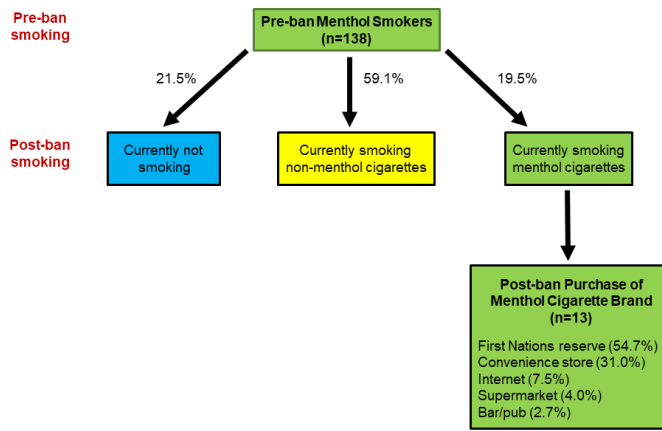 Pre-ban
smoking
Pre-ban Menthol Smokers
(n=138)
21.5%
59.1%
19.5%
Post-ban
smoking
Currently not
smoking
Currently smoking
non-menthol cigarettes
Currently smoking
menthol cigarettes
Post-ban Purchase of
Menthol Cigarette Brand
(n=13)
First Nations reserve (54.7%)
Convenience store (31.0%)
Internet (7.5%)
Supermarket (4.0%)
Bar/pub (2.7%)